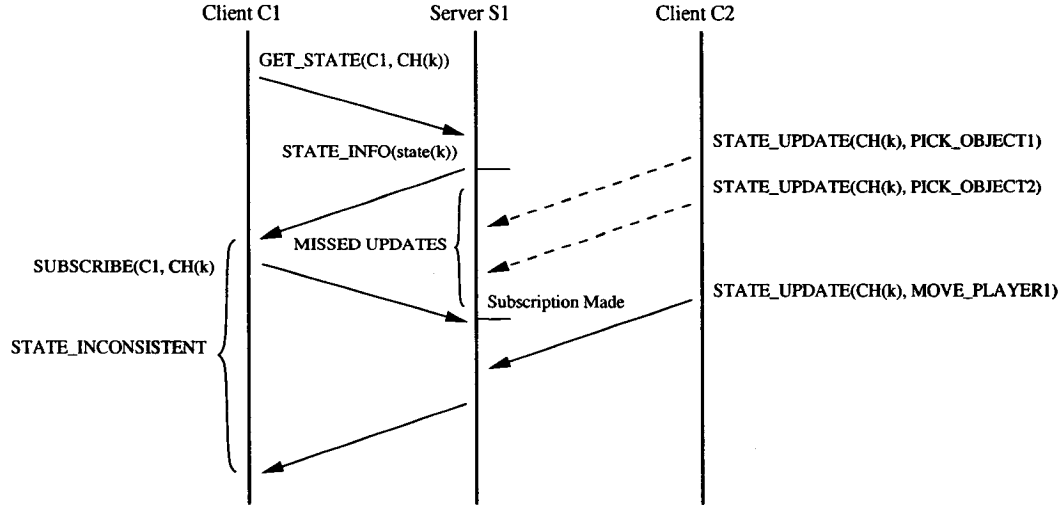 Client C1
Server S1
Client C2
GET_STATE(C1, CH(k))
STATE_UPDATE(CH(k), PICK_OBJECT1)
STATE_INFO(state(k))
STATE_UPDATE(CH(k), PICK_OBJECT2)
MISSED UPDATES
SUBSCRIBE(C1, CH(k)
STATE_UPDATE(CH(k), MOVE_PLAYER1)
Subscription Made
STATE_INCONSISTENT